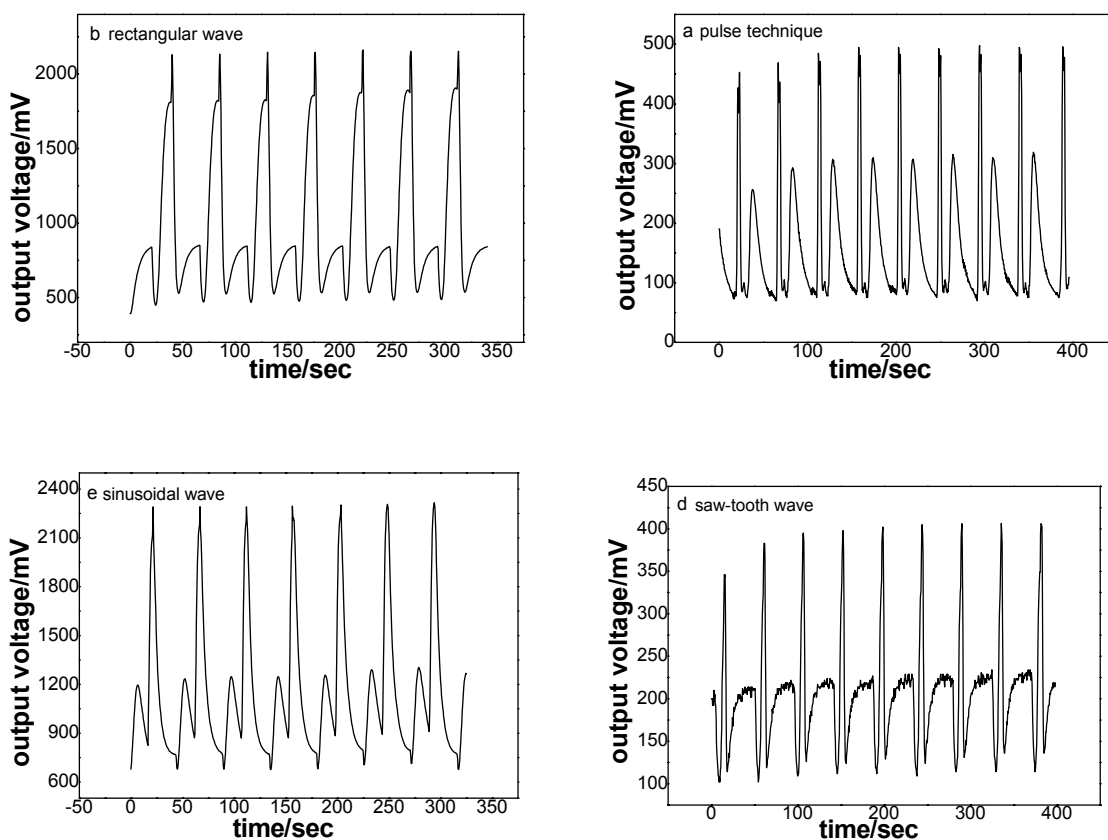 b rectangular wave
output voltage/mV
2000
1500
1000
500
-50 0 50 100 150 200 250 300 350
time/sec
a pulse technique
output voltage/mV
500
400
300
200
100
0
0 100 200 300 400
time/sec
e sinusoidal wave
output voltage/mV
2400
2100
1800
1500
1200
900
600
-50 0 50 100 150 200 250 300 350
time/sec
d saw-tooth wave
output voltage/mV
450
400
350
300
250
200
150
100
0 100 200 300 400
time/sec